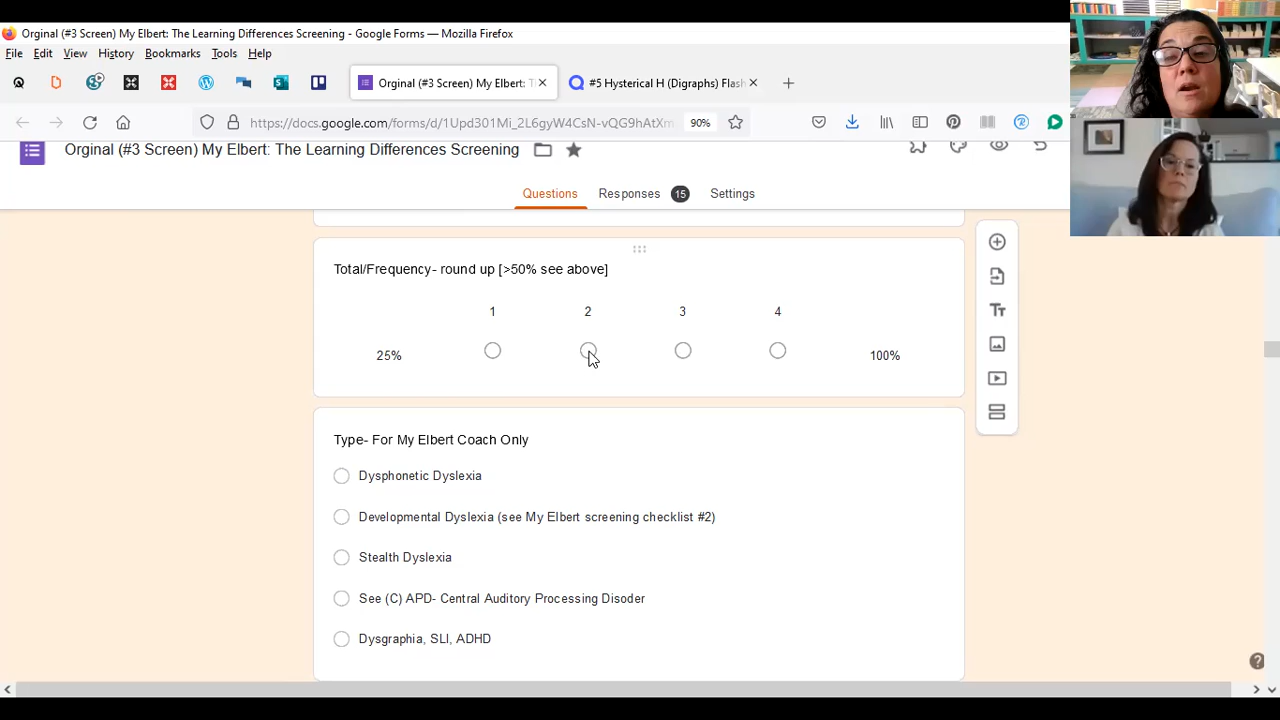 Orginal (#3 Screen) My Elbert: The Learning Differences Screening - Google Forms — Mozilla Firefox
File Edit View History Bookmarks Tools Help
Orginal (#3 Screen) My Elbert: T
#5 Hysterical H (Digraphs) Flash
https://docs.google.com/forms/d/1Upd301Mi_2L6gyW4CsN-vQG9hAtXm
90%
Orginal (#3 Screen) My Elbert: The Learning Differences Screening
Questions Responses 15 Settings
Total/Frequency- round up [>50% see above]
1 2 3 4
25% 100%
Type- For My Elbert Coach Only
Dysphonetic Dyslexia
Developmental Dyslexia (see My Elbert screening checklist #2)
Stealth Dyslexia
See (C) APD- Central Auditory Processing Disoder
Dysgraphia, SLI, ADHD